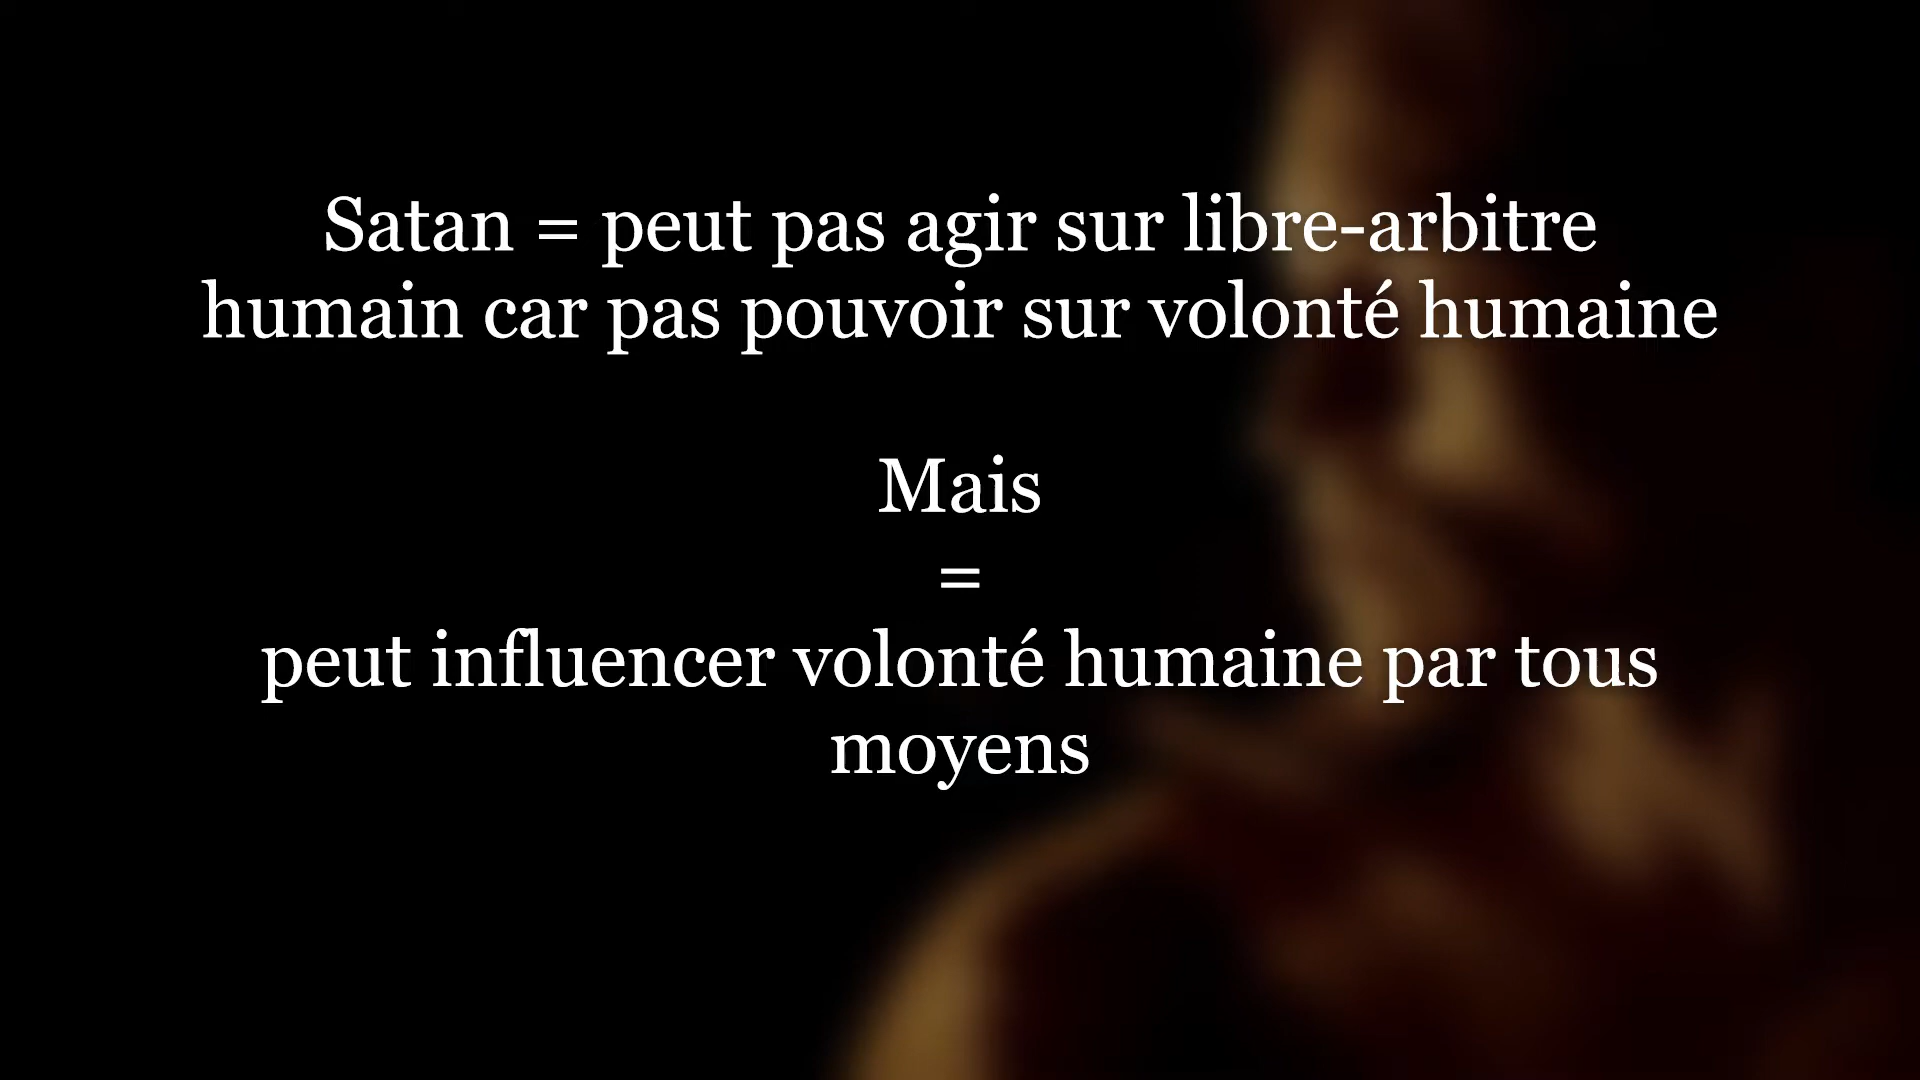 Satan = peut pas agir sur libre-arbitre
humain car pas pouvoir sur volonté humaine
Mais
=
peut influencer volonté humaine par tous
moyens